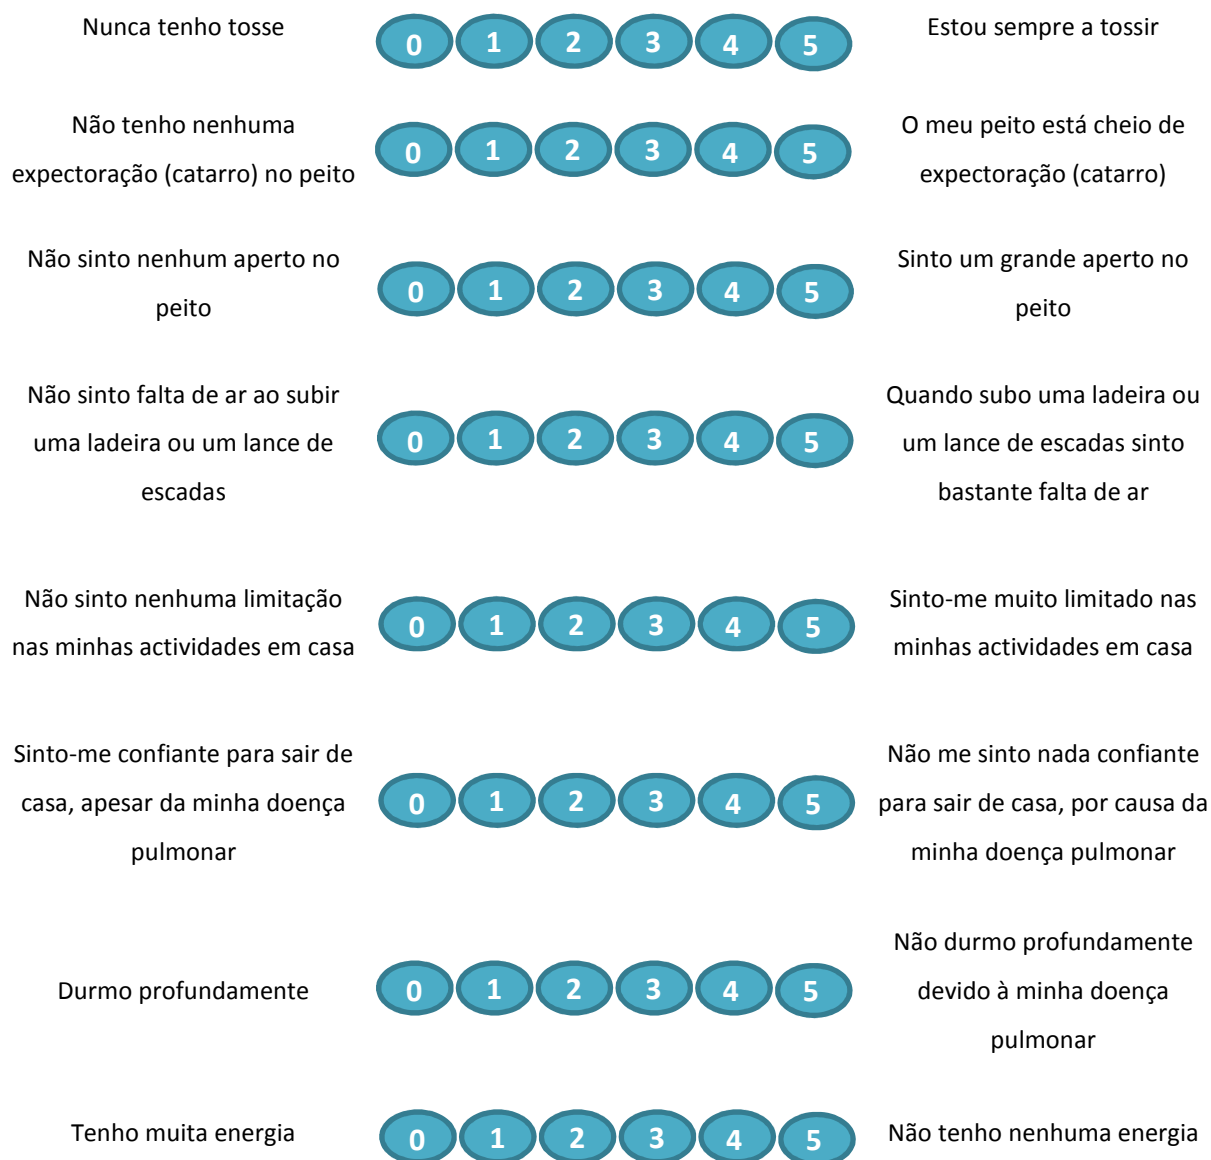 Nunca tenho tosse
0 1 2 3 4 5
Estou sempre a tossir
Não tenho nenhuma
expectoração (catarro) no peito
0 1 2 3 4 5
O meu peito está cheio de
expectoração (catarro)
Não sinto nenhum aperto no
peito
0 1 2 3 4 5
Sinto um grande aperto no
peito
Não sinto falta de ar ao subir
uma ladeira ou um lance de
escadas
0 1 2 3 4 5
Quando subo uma ladeira ou
um lance de escadas sinto
bastante falta de ar
Não sinto nenhuma limitação
nas minhas actividades em casa
0 1 2 3 4 5
Sinto-me muito limitado nas
minhas actividades em casa
Sinto-me confiante para sair de
casa, apesar da minha doença
pulmonar
0 1 2 3 4 5
Não me sinto nada confiante
para sair de casa, por causa da
minha doença pulmonar
Durmo profundamente
0 1 2 3 4 5
Não durmo profundamente
devido à minha doença
pulmonar
Tenho muita energia
0 1 2 3 4 5
Não tenho nenhuma energia